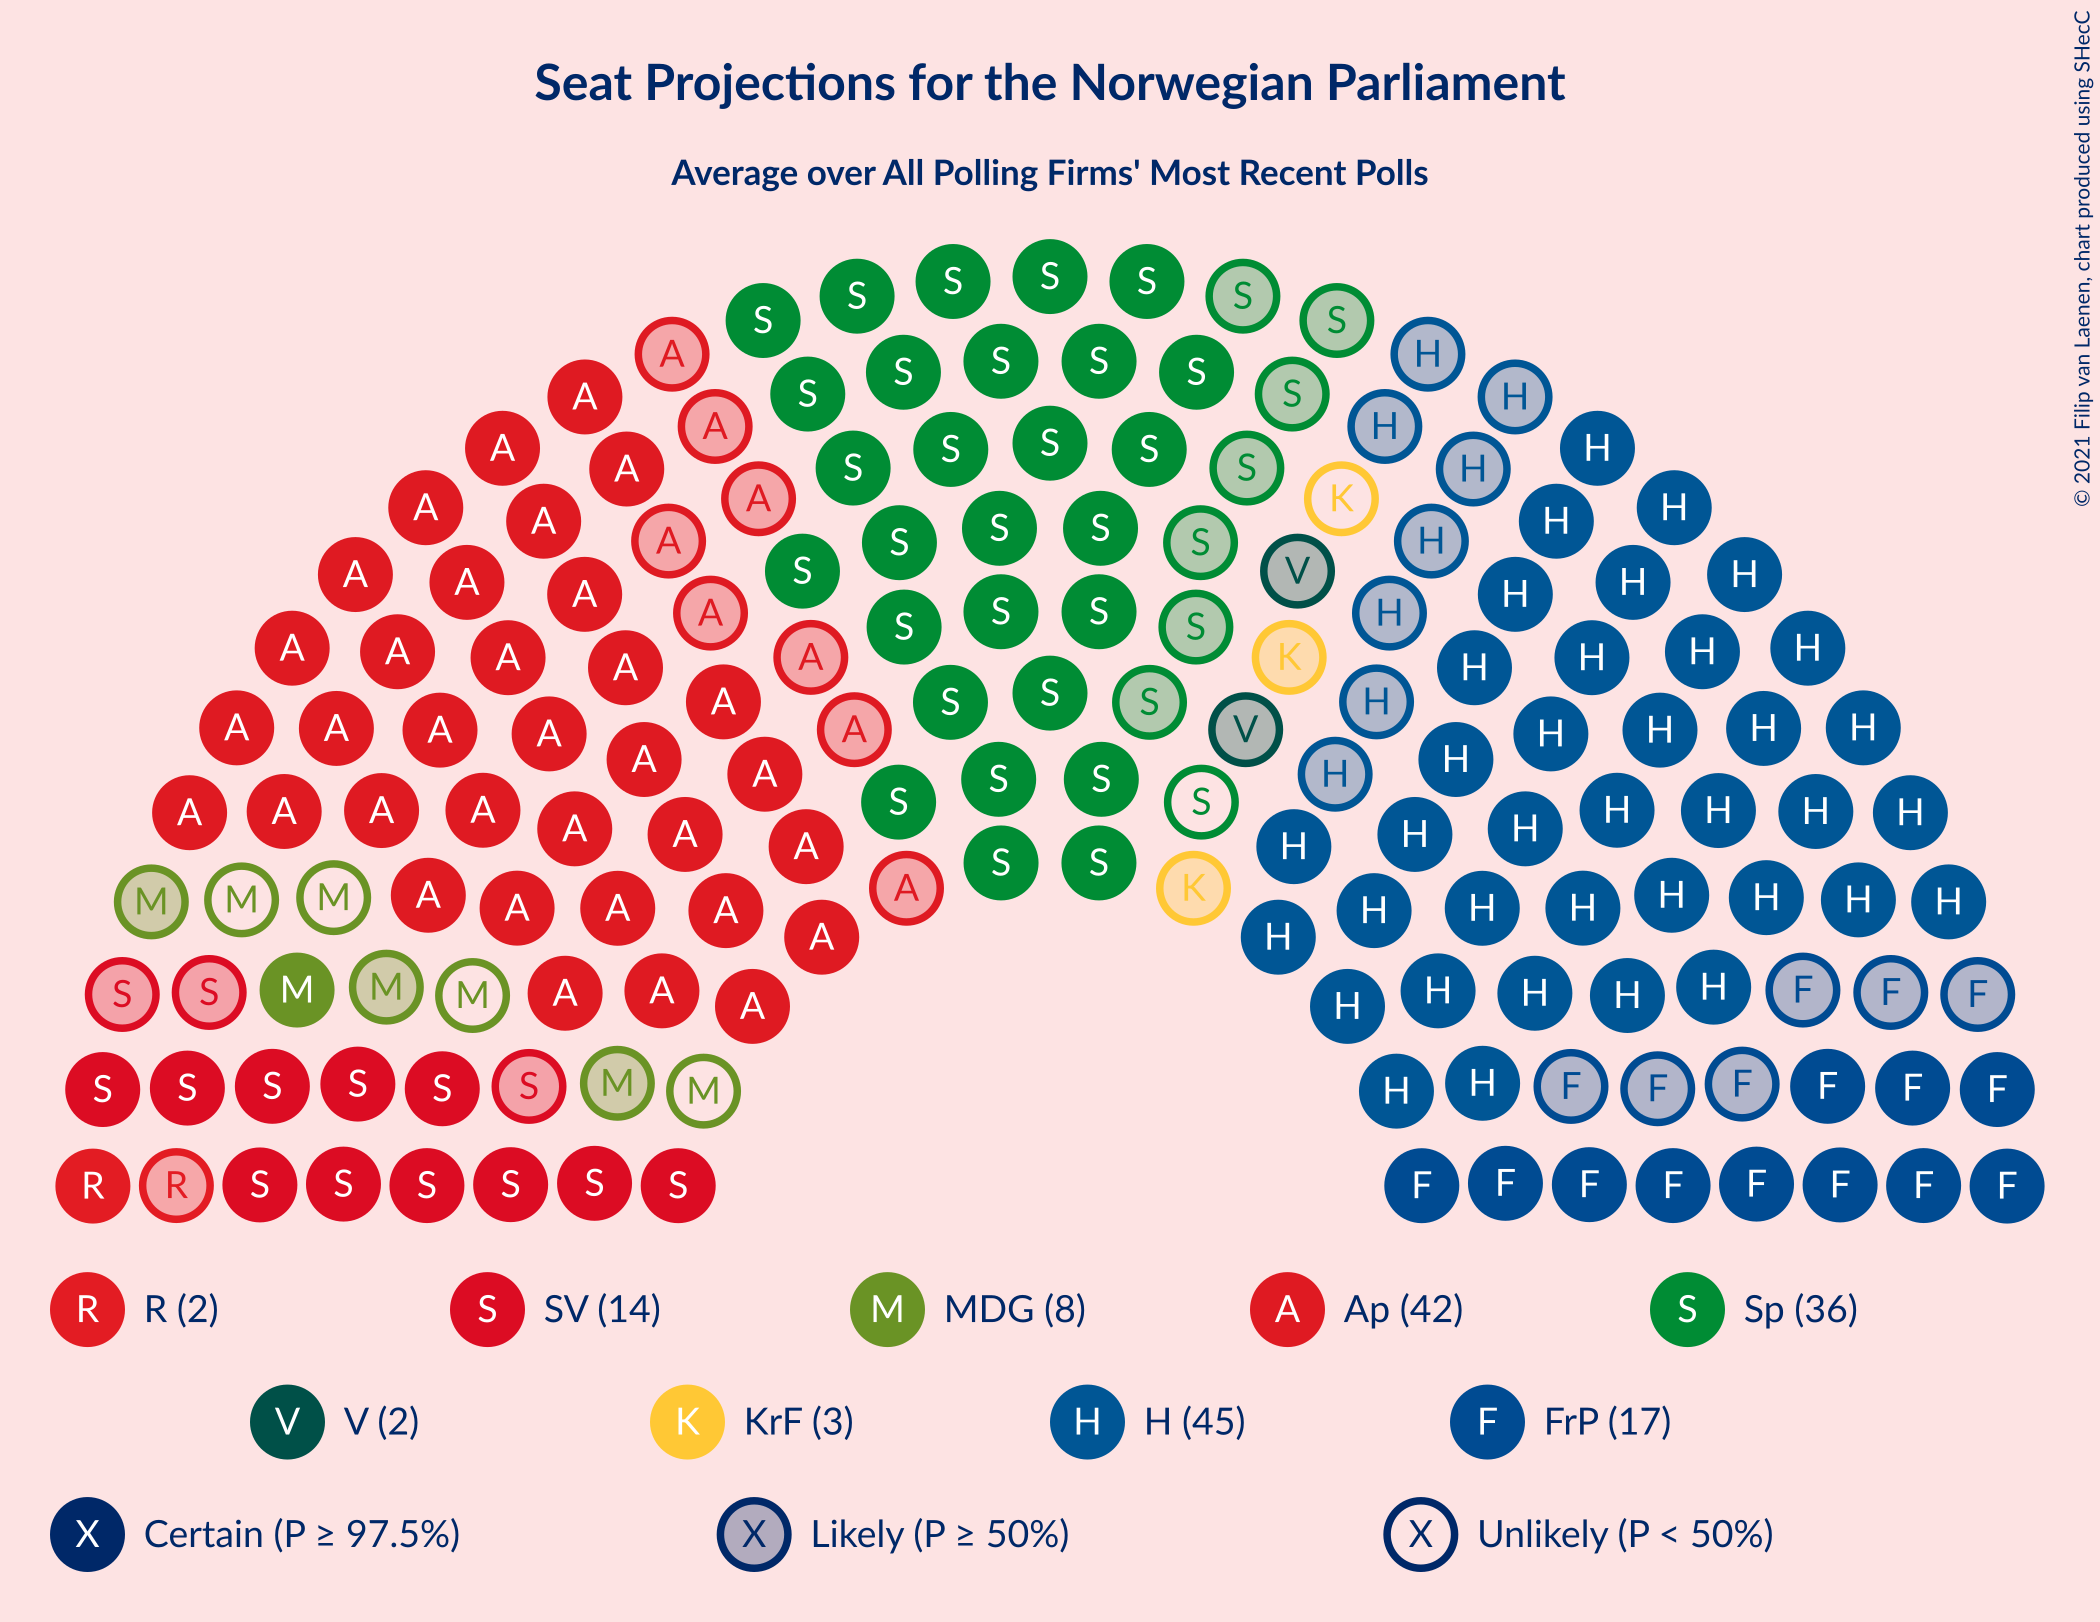 Seat Projections for the Norwegian Parliament
Average over All Polling Firms' Most Recent Polls
© 2021 Filip van Laenen, chart produced using SHecC
S S S S S S S
A S S S S S S H
A A S S S S S K H H
A A A S S S S V H H H
A A A A S S S S K H H H H
A A A A A S S S V H H H H H
A A A A A A S S S S H H H H H H
A A A A A A A S S K H H H H H H H
M M M A A A A A H H H H H H H H
S S M M M A A A H H H H H F F F
S S S S S S M M H H F F F F F F
R R S S S S S S F F F F F F F F
R R (2) S SV (14) M MDG (8) A Ap (42) S Sp (36)
V V (2) K KrF (3) H H (45) F FrP (17)
X Certain (P ≥ 97.5%) X Likely (P ≥ 50%) X Unlikely (P < 50%)